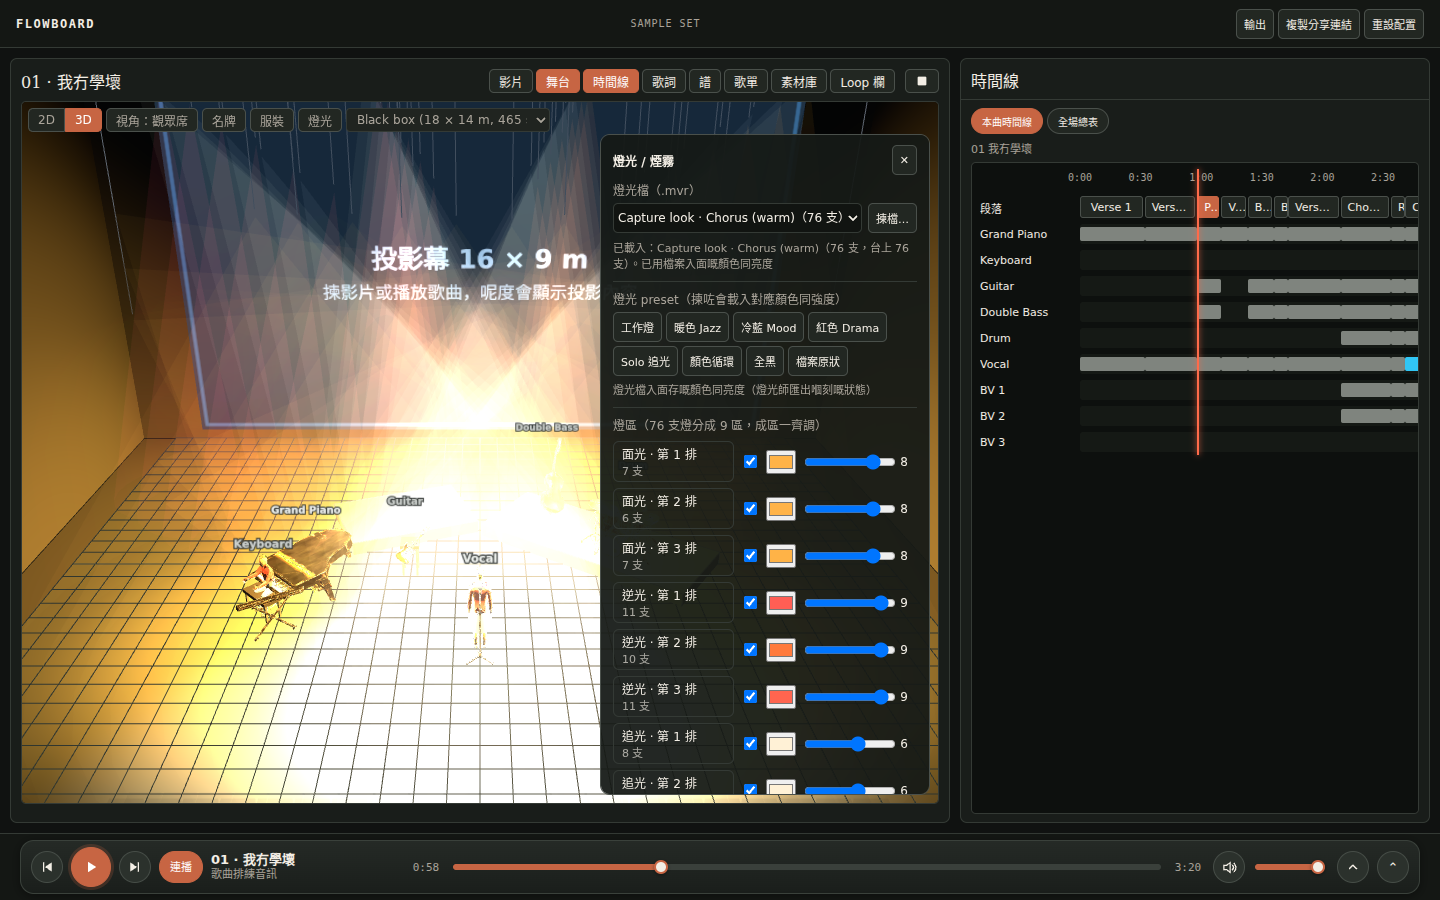 FLOWBOARD
SAMPLE SET
輸出
複製分享連結
重設配置
01 · 我冇學壞
影片
舞台
時間線
歌詞
譜
歌單
素材庫
Loop 欄
2D
3D
視角：觀眾席
名牌
服裝
燈光
Black box (18 × 14 m, 465
投影幕 16 × 9 m
揀影片或播放歌曲，呢度會顯示投影
Double Bass
Guitar
Grand Piano
Keyboard
Vocal
燈光 / 煙霧
×
燈光檔（.mvr）
Capture look · Chorus (warm)（76 支）
揀檔…
已載入：Capture look · Chorus (warm)（76 支，台上 76
支）。已用檔案入面嘅顏色同亮度
燈光 preset（揀咗會載入對應顏色同強度）
工作燈
暖色 Jazz
冷藍 Mood
紅色 Drama
Solo 追光
顏色循環
全黑
檔案原狀
燈光檔入面存嘅顏色同亮度（燈光師匯出嗰刻嘅狀態）
燈區（76 支燈分成 9 區，成區一齊調）
面光 · 第 1 排
7 支
8
面光 · 第 2 排
6 支
8
面光 · 第 3 排
7 支
8
逆光 · 第 1 排
11 支
9
逆光 · 第 2 排
10 支
9
逆光 · 第 3 排
11 支
9
追光 · 第 1 排
8 支
6
追光 · 第 2 排
6
時間線
本曲時間線
全場總表
01 我冇學壞
0:00 0:30 1:00 1:30 2:00 2:30
段落
Verse 1
Vers…
P…
V…
B…
B
Vers…
Cho…
R
C
Grand Piano
Keyboard
Guitar
Double Bass
Drum
Vocal
BV 1
BV 2
BV 3
連播
01 · 我冇學壞
歌曲排練音訊
0:58
3:20